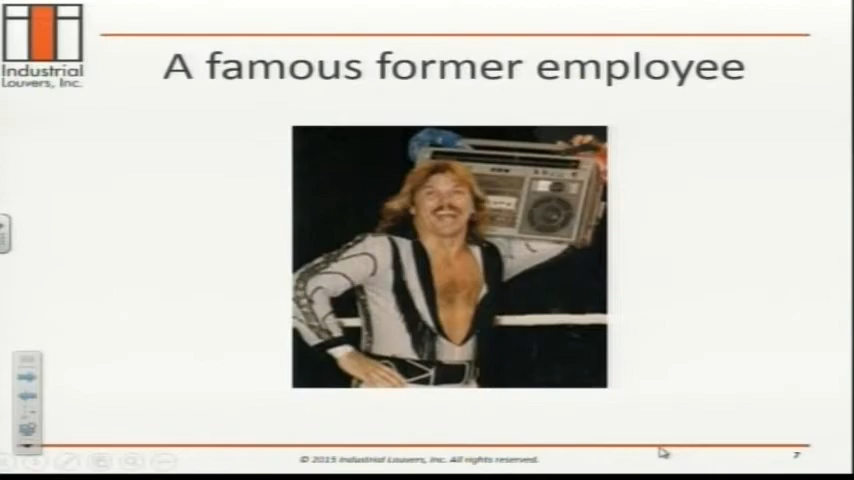 Industrial
Louvers, Inc.
A famous former employee
© 2015 Industrial Louvers, Inc. All rights reserved.
7